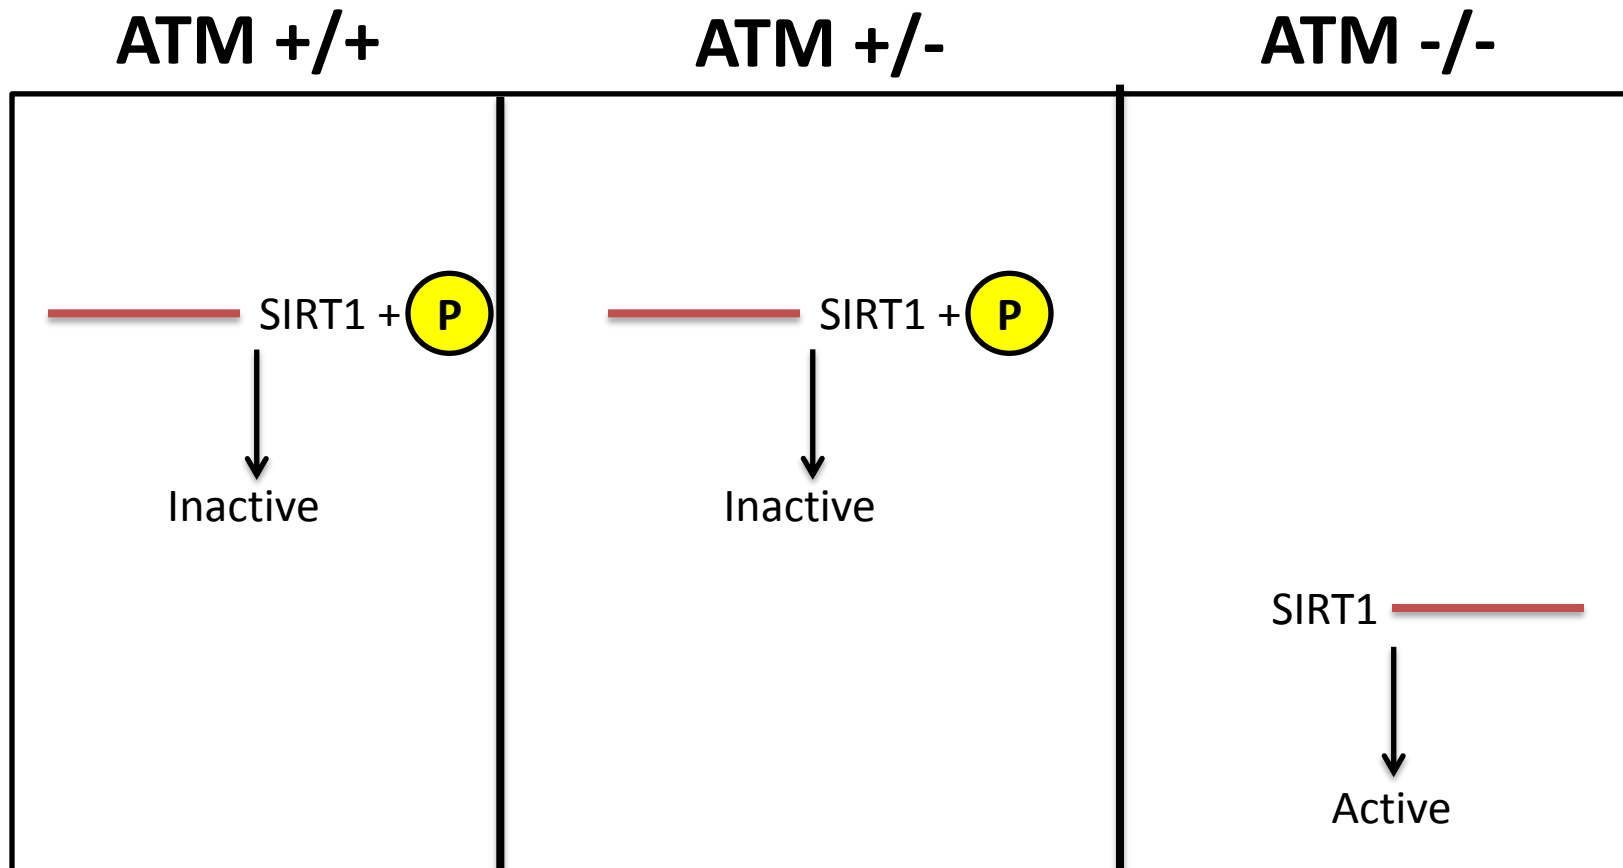 ATM +/+
ATM +/-
ATM -/-
SIRT1 + P
Inactive
SIRT1 + P
Inactive
SIRT1
Active